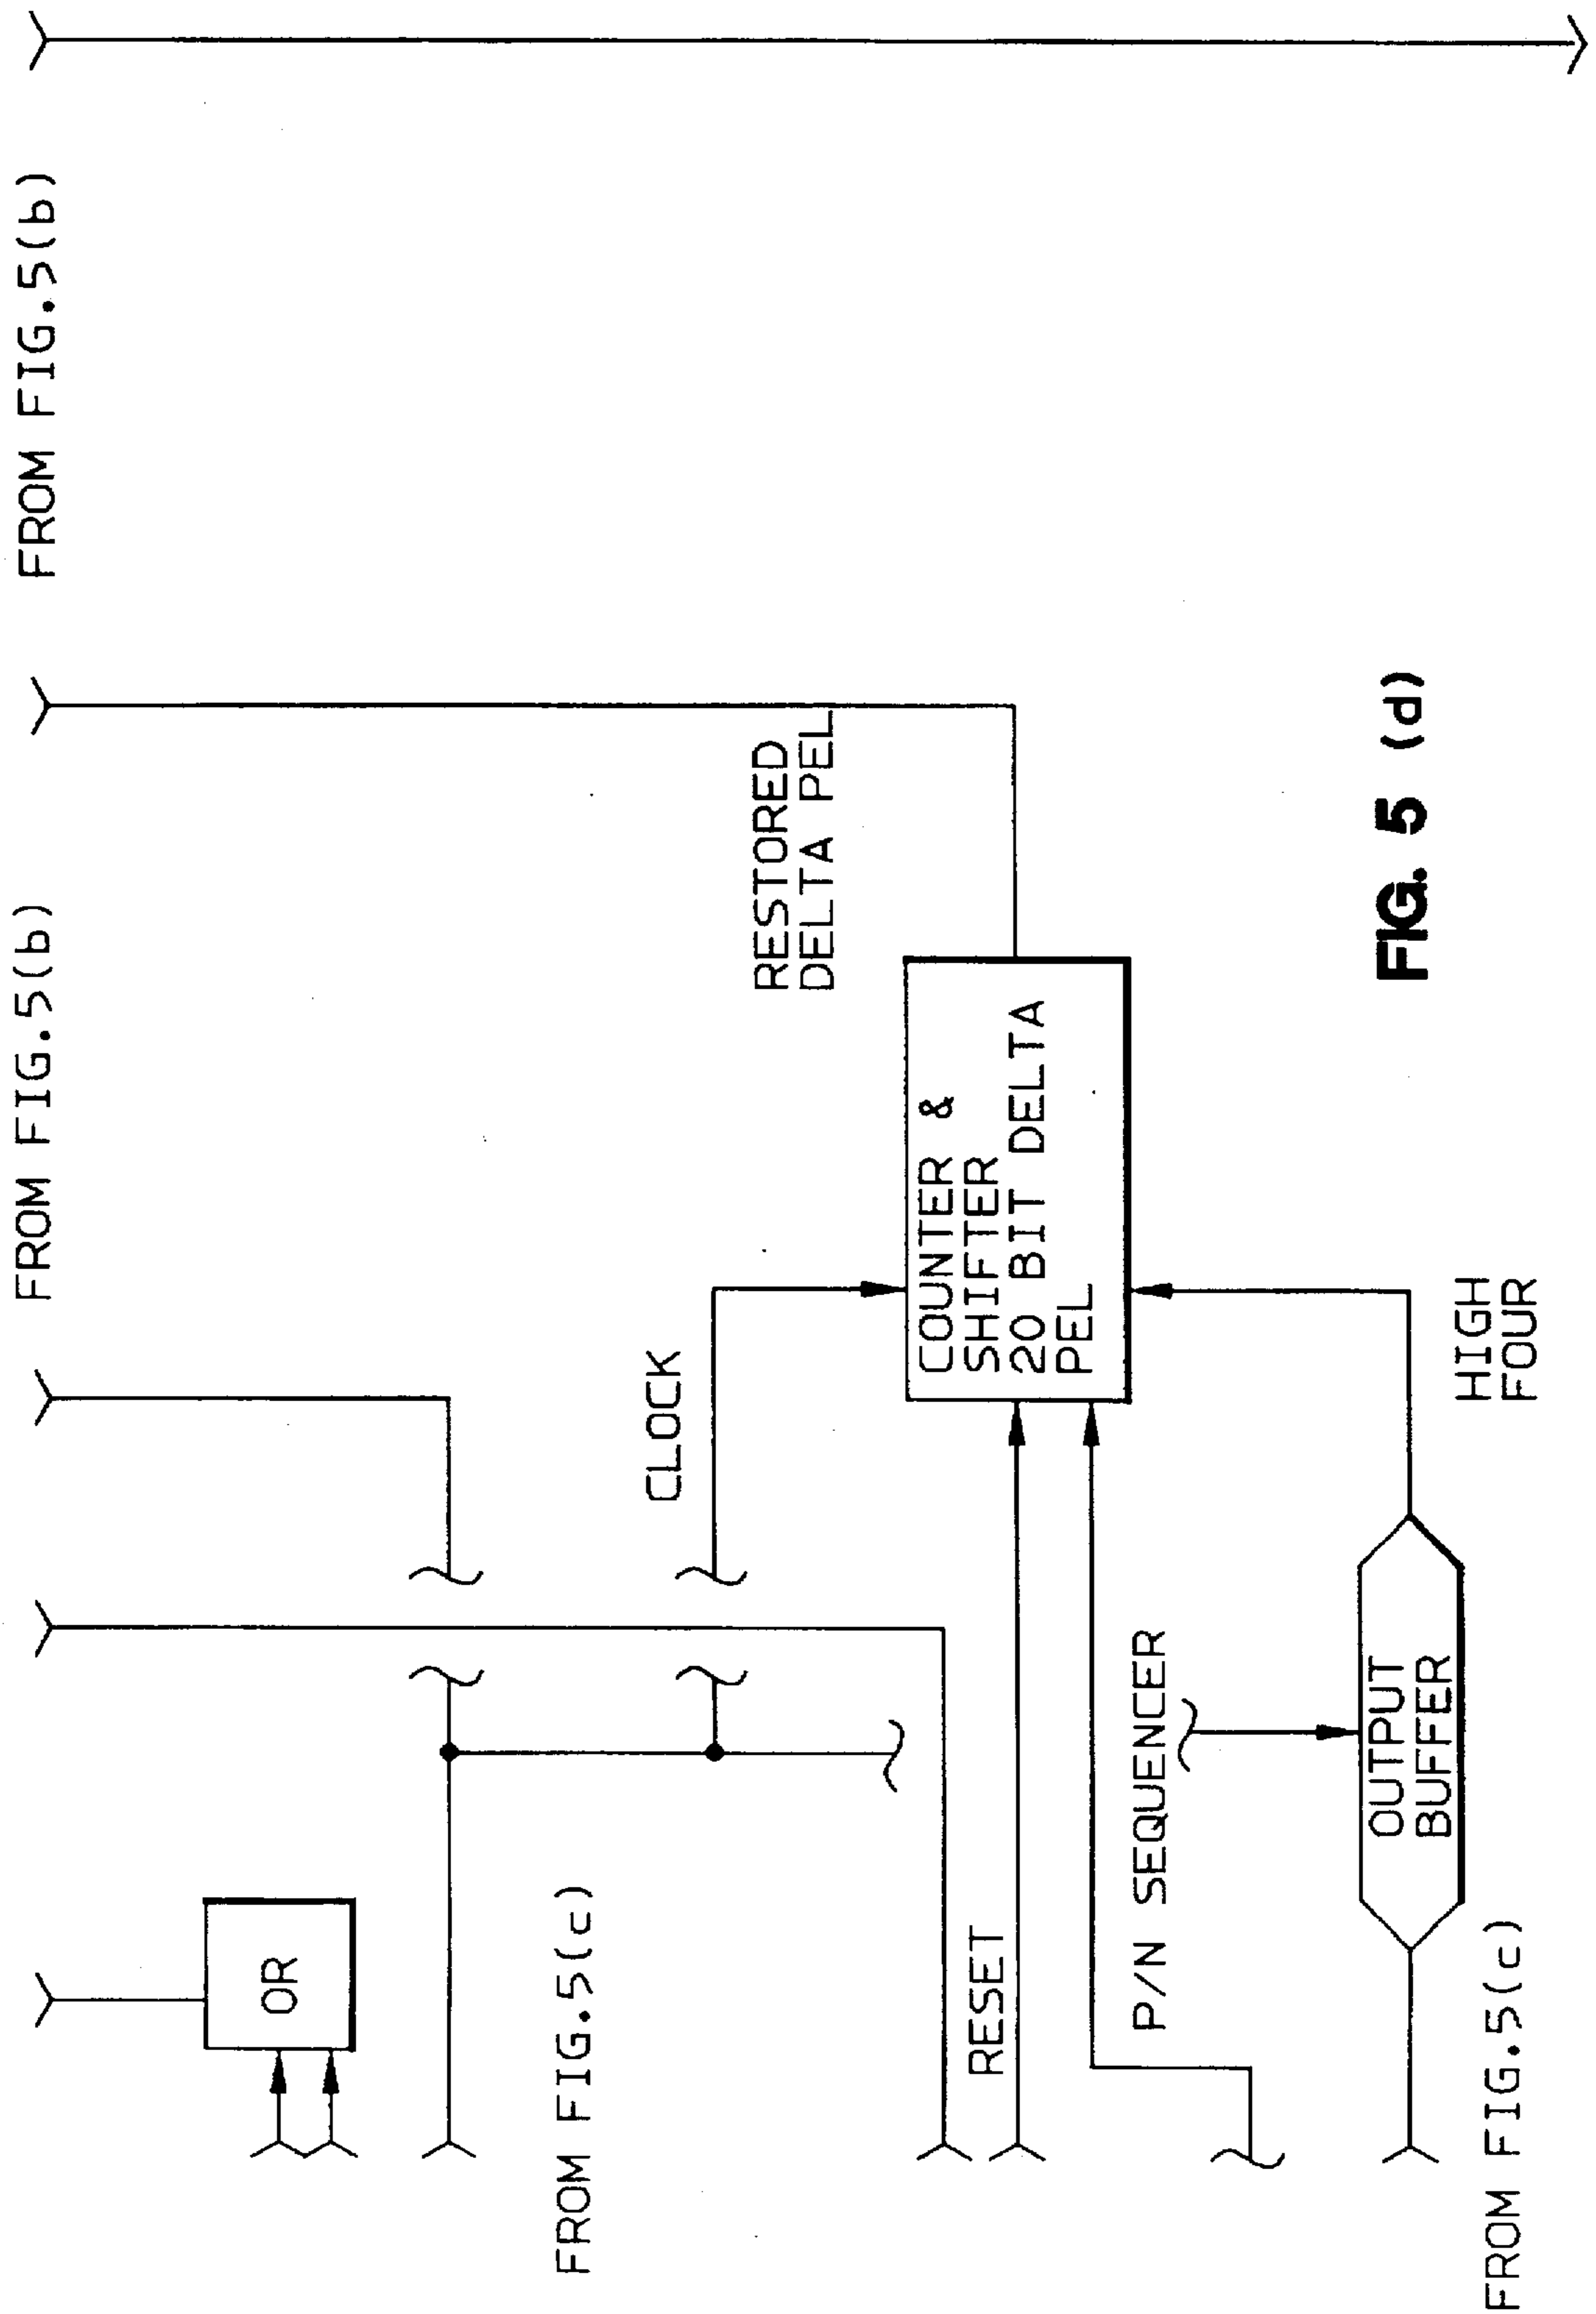 FROM FIG.5(b)
FROM FIG.5(b)
OR
FROM FIG.5(c)
CLOCK
RESTORED
DELTA PEL
COUNTER &
SHIFTER
20 BIT DELTA
PEL
RESET
P/N SEQUENCER
OUTPUT
BUFFER
HIGH
FOUR
FROM FIG.5(c)
FIG. 5 (d)